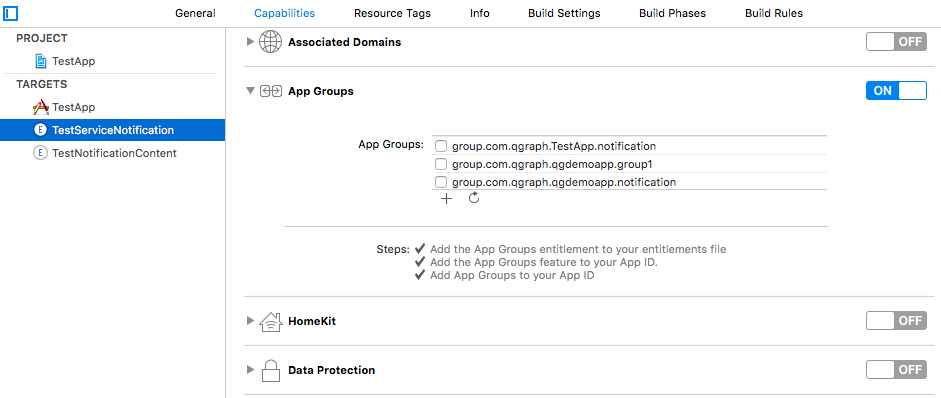 General Capabilities Resource Tags Info Build Settings Build Phases Build Rules
PROJECT
TestApp
TARGETS
TestApp
E TestServiceNotification
E TestNotificationContent
Associated Domains OFF
App Groups ON
App Groups: group.com.qgraph.TestApp.notification
group.com.qgraph.qgdemoapp.group1
group.com.qgraph.qgdemoapp.notification
Steps: ✔ Add the App Groups entitlement to your entitlements file
✔ Add the App Groups feature to your App ID.
✔ Add App Groups to your App ID
HomeKit OFF
Data Protection OFF